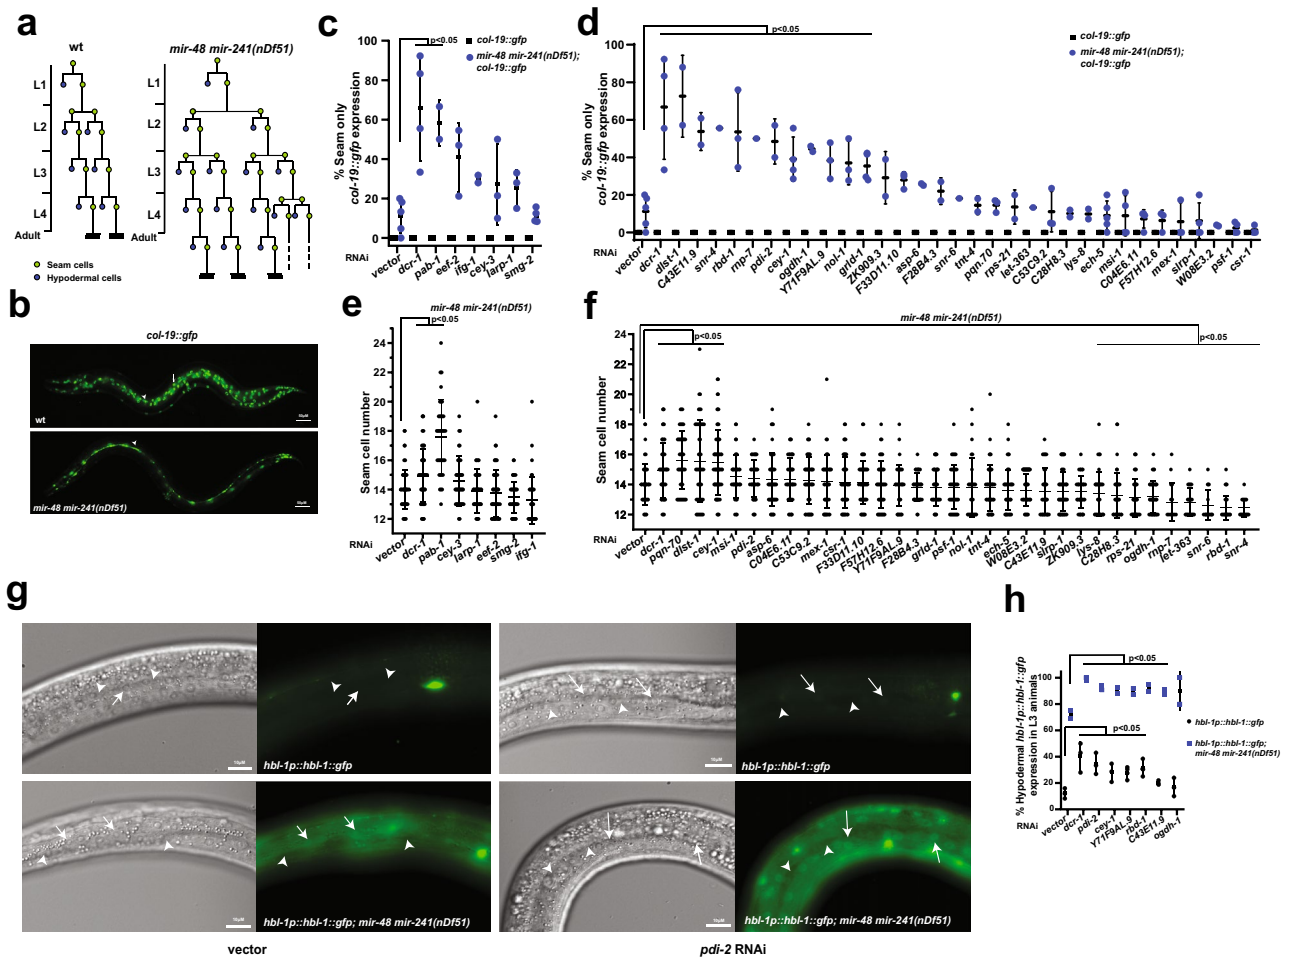 a
wt
mir-48 mir-241(nDf51)
L1
L2
L3
L4
Adult
L1
L2
L3
L4
Adult
Seam cells
Hypodermal cells
b
col-19::gfp
wt
50µM
mir-48 mir-241(nDf51)
50µM
c
p<0.05
col-19::gfp
mir-48 mir-241(nDf51);
col-19::gfp
% Seam only
col-19::gfp expression
100
80
60
40
20
0
RNAi
vector
dcr-1
pab-1
eef-2
ifg-1
cey-3
larp-1
smg-2
d
p<0.05
col-19::gfp
mir-48 mir-241(nDf51);
col-19::gfp
% Seam only
col-19::gfp expression
100
80
60
40
20
0
RNAi
vector
dcr-1
dlst-1
C43E11.9
snr-4
rbd-1
rnp-7
pdi-2
cey-1
ogdh-1
Y71F9AL.9
nol-1
grld-1
ZK909.3
F33D11.10
asp-6
F28B4.3
snr-6
tnt-4
pqn.70
rps-21
let-363
C53C9.2
C28H8.3
lys-8
ech-5
msi-1
C04E6.11
F57H12.6
mex-1
slrp-1
W08E3.2
psf-1
csr-1
e
mir-48 mir-241(nDf51)
p<0.05
Seam cell number
24
22
20
18
16
14
12
RNAi
vector
dcr-1
pab-1
cey-3
larp-1
eef-2
smg-2
ifg-1
f
mir-48 mir-241(nDf51)
p<0.05
p<0.05
Seam cell number
24
22
20
18
16
14
12
RNAi
vector
dcr-1
pqn-70
dlst-1
cey-1
msi-1
pdi-2
asp-6
C04E6.11
C53C9.2
mex-1
csr-1
F33D11.10
F57H12.6
Y71F9AL.9
F28B4.3
grld-1
psf-1
nol-1
tnt-4
ech-5
W08E3.2
C43E11.9
slrp-1
ZK909.3
lys-8
C28H8.3
rps-21
ogdh-1
rnp-7
let-363
snr-6
rbd-1
snr-4
g
10µM
hbl-1p::hbl-1::gfp
10µM
hbl-1p::hbl-1::gfp
10µM
hbl-1p::hbl-1::gfp; mir-48 mir-241(nDf51)
10µM
hbl-1p::hbl-1::gfp; mir-48 mir-241(nDf51)
vector
pdi-2 RNAi
h
p<0.05
p<0.05
% Hypodermal hbl-1p::hbl-1::gfp
expression in L3 animals
100
80
60
40
20
0
hbl-1p::hbl-1::gfp
hbl-1p::hbl-1::gfp;
mir-48 mir-241(nDf51)
RNAi
vector
dcr-1
pdi-2
cey-1
Y71F9AL.9
rbd-1
C43E11.9
ogdh-1